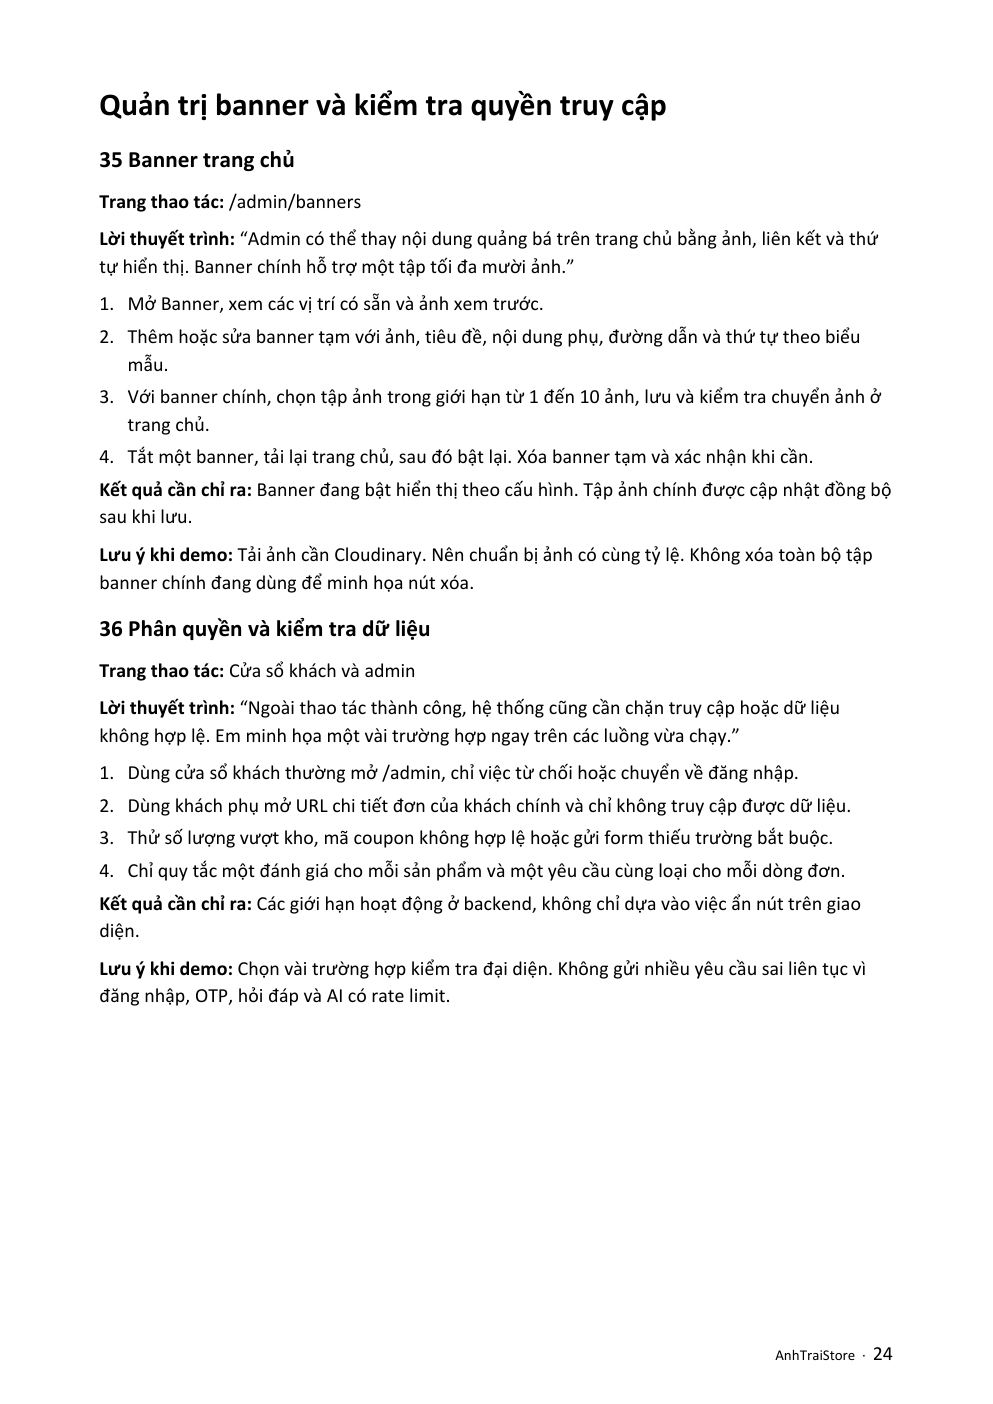 Quản trị banner và kiểm tra quyền truy cập
35 Banner trang chủ
Trang thao tác: /admin/banners
Lời thuyết trình: “Admin có thể thay nội dung quảng bá trên trang chủ bằng ảnh, liên kết và thứ
tự hiển thị. Banner chính hỗ trợ một tập tối đa mười ảnh.”
1. Mở Banner, xem các vị trí có sẵn và ảnh xem trước.
2. Thêm hoặc sửa banner tạm với ảnh, tiêu đề, nội dung phụ, đường dẫn và thứ tự theo biểu
mẫu.
3. Với banner chính, chọn tập ảnh trong giới hạn từ 1 đến 10 ảnh, lưu và kiểm tra chuyển ảnh ở
trang chủ.
4. Tắt một banner, tải lại trang chủ, sau đó bật lại. Xóa banner tạm và xác nhận khi cần.
Kết quả cần chỉ ra: Banner đang bật hiển thị theo cấu hình. Tập ảnh chính được cập nhật đồng bộ
sau khi lưu.
Lưu ý khi demo: Tải ảnh cần Cloudinary. Nên chuẩn bị ảnh có cùng tỷ lệ. Không xóa toàn bộ tập
banner chính đang dùng để minh họa nút xóa.
36 Phân quyền và kiểm tra dữ liệu
Trang thao tác: Cửa sổ khách và admin
Lời thuyết trình: “Ngoài thao tác thành công, hệ thống cũng cần chặn truy cập hoặc dữ liệu
không hợp lệ. Em minh họa một vài trường hợp ngay trên các luồng vừa chạy.”
1. Dùng cửa sổ khách thường mở /admin, chỉ việc từ chối hoặc chuyển về đăng nhập.
2. Dùng khách phụ mở URL chi tiết đơn của khách chính và chỉ không truy cập được dữ liệu.
3. Thử số lượng vượt kho, mã coupon không hợp lệ hoặc gửi form thiếu trường bắt buộc.
4. Chỉ quy tắc một đánh giá cho mỗi sản phẩm và một yêu cầu cùng loại cho mỗi dòng đơn.
Kết quả cần chỉ ra: Các giới hạn hoạt động ở backend, không chỉ dựa vào việc ẩn nút trên giao
diện.
Lưu ý khi demo: Chọn vài trường hợp kiểm tra đại diện. Không gửi nhiều yêu cầu sai liên tục vì
đăng nhập, OTP, hỏi đáp và AI có rate limit.
AnhTraiStore · 24